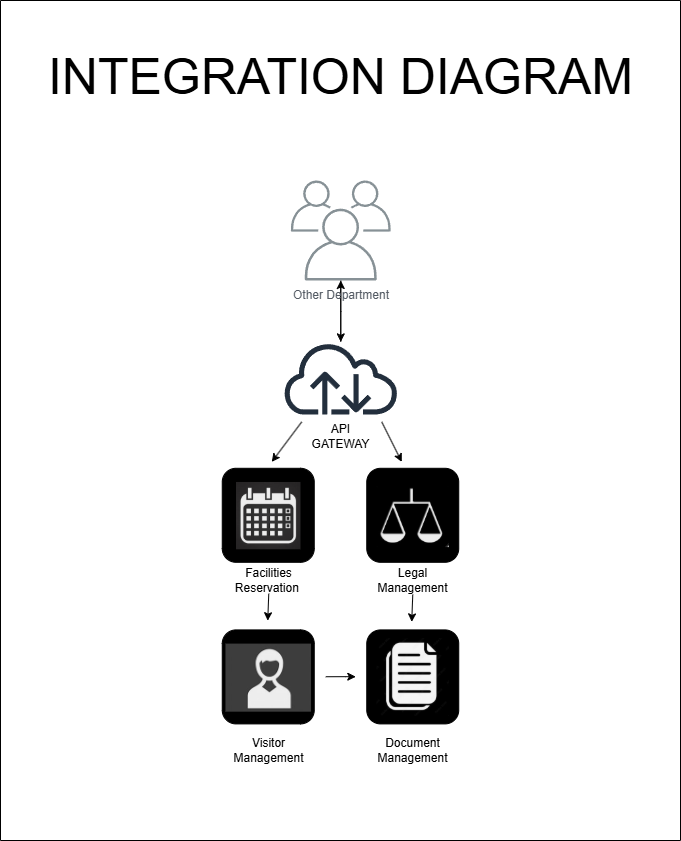 INTEGRATION DIAGRAM
Other Department
API
GATEWAY
Facilities
Reservation
Legal
Management
Visitor
Management
Document
Management